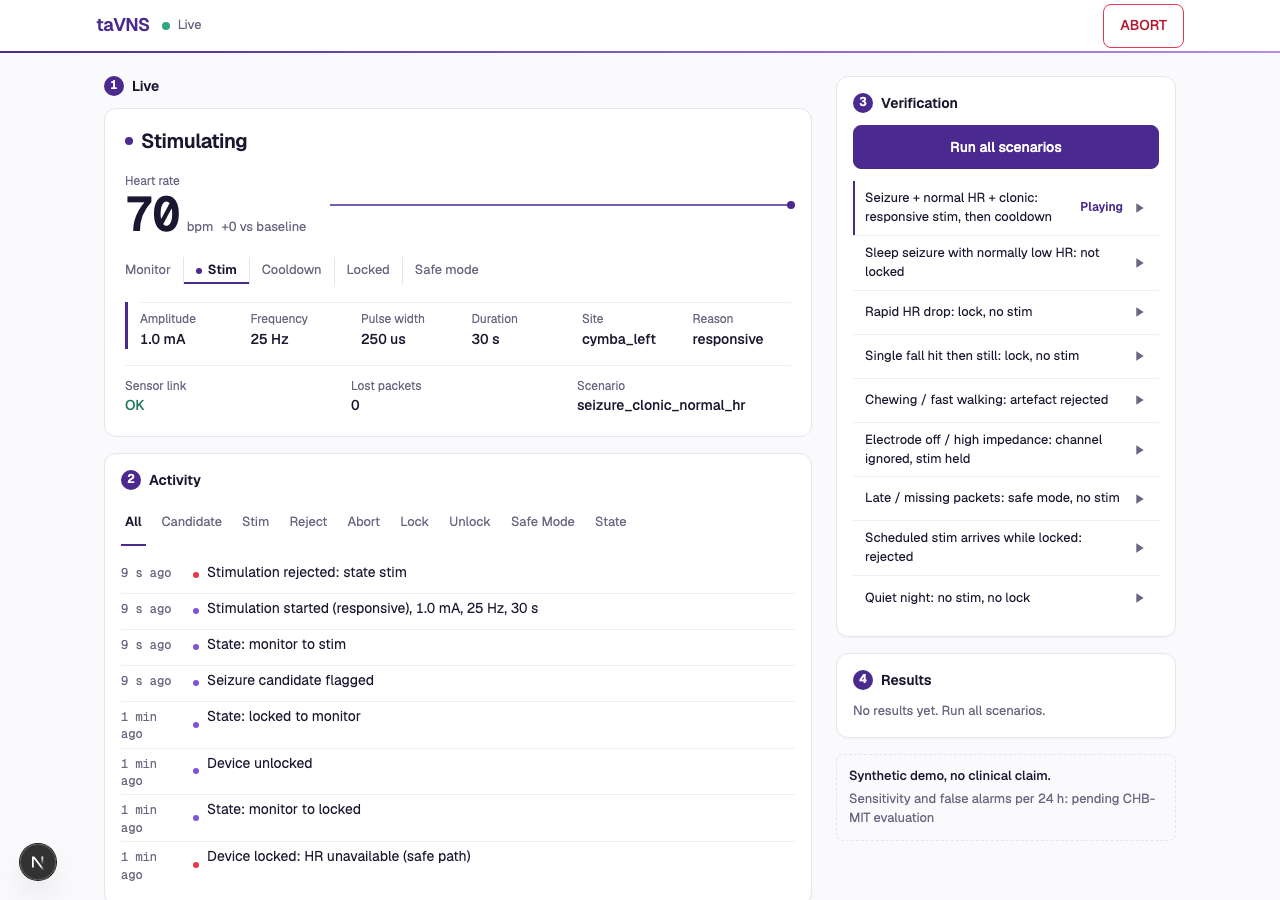 taVNS
Live
ABORT
1 Live
Stimulating
Heart rate
70 bpm +0 vs baseline
Monitor Stim Cooldown Locked Safe mode
Amplitude Frequency Pulse width Duration Site Reason
1.0 mA 25 Hz 250 us 30 s cymba_left responsive
Sensor link Lost packets Scenario
OK 0 seizure_clonic_normal_hr
2 Activity
All Candidate Stim Reject Abort Lock Unlock Safe Mode State
9 s ago Stimulation rejected: state stim
9 s ago Stimulation started (responsive), 1.0 mA, 25 Hz, 30 s
9 s ago State: monitor to stim
9 s ago Seizure candidate flagged
1 min ago State: locked to monitor
1 min ago Device unlocked
1 min ago State: monitor to locked
1 min ago Device locked: HR unavailable (safe path)
3 Verification
Run all scenarios
Seizure + normal HR + clonic:
responsive stim, then cooldown
Playing
Sleep seizure with normally low HR: not
locked
Rapid HR drop: lock, no stim
Single fall hit then still: lock, no stim
Chewing / fast walking: artefact rejected
Electrode off / high impedance: channel
ignored, stim held
Late / missing packets: safe mode, no stim
Scheduled stim arrives while locked:
rejected
Quiet night: no stim, no lock
4 Results
No results yet. Run all scenarios.
Synthetic demo, no clinical claim.
Sensitivity and false alarms per 24 h: pending CHB-
MIT evaluation
N